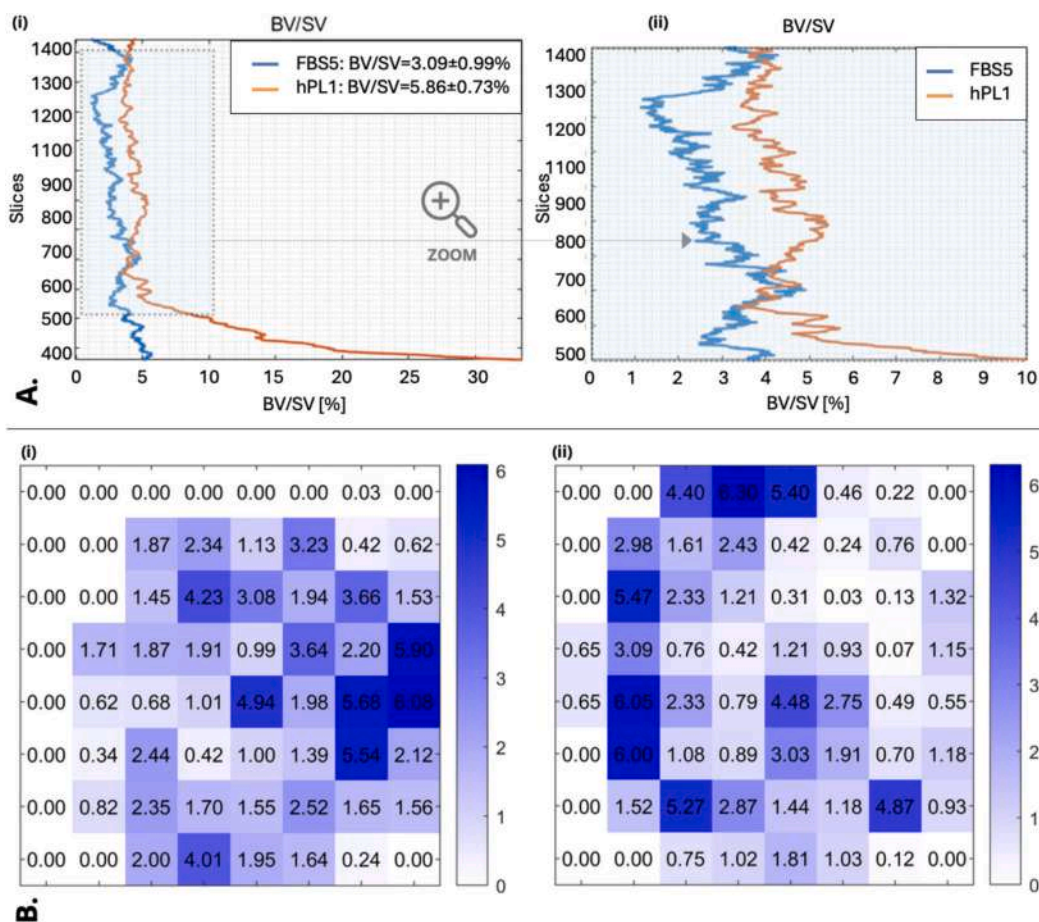 (i)
BV/SV
1400
1300
1200
1100
900
800
700
600
500
400
Slices
FBS5: BV/SV=3.09±0.99%
hPL1: BV/SV=5.86±0.73%
ZOOM
0 5 10 15 20 25 30
BV/SV [%]
A.
(ii)
BV/SV
1400
1300
1200
1100
900
800
700
600
500
Slices
FBS5
hPL1
0 1 2 3 4 5 6 7 8 9 10
BV/SV [%]
(i)
0.00 0.00 0.00 0.00 0.00 0.00 0.03 0.00
0.00 0.00 1.87 2.34 1.13 3.23 0.42 0.62
0.00 0.00 1.45 4.23 3.08 1.94 3.66 1.53
0.00 1.71 1.87 1.91 0.99 3.64 2.20 5.90
0.00 0.62 0.68 1.01 4.94 1.98 5.68 6.08
0.00 0.34 2.44 0.42 1.00 1.39 5.54 2.12
0.00 0.82 2.35 1.70 1.55 2.52 1.65 1.56
0.00 0.00 2.00 4.01 1.95 1.64 0.24 0.00
6
5
4
3
2
1
0
B.
(ii)
0.00 0.00 4.40 6.30 5.40 0.46 0.22 0.00
0.00 2.98 1.61 2.43 0.42 0.24 0.76 0.00
0.00 5.47 2.33 1.21 0.31 0.03 0.13 1.32
0.65 3.09 0.76 0.42 1.21 0.93 0.07 1.15
0.65 6.05 2.33 0.79 4.48 2.75 0.49 0.55
0.00 6.00 1.08 0.89 3.03 1.91 0.70 1.18
0.00 1.52 5.27 2.87 1.44 1.18 4.87 0.93
0.00 0.00 0.75 1.02 1.81 1.03 0.12 0.00
6
5
4
3
2
1
0